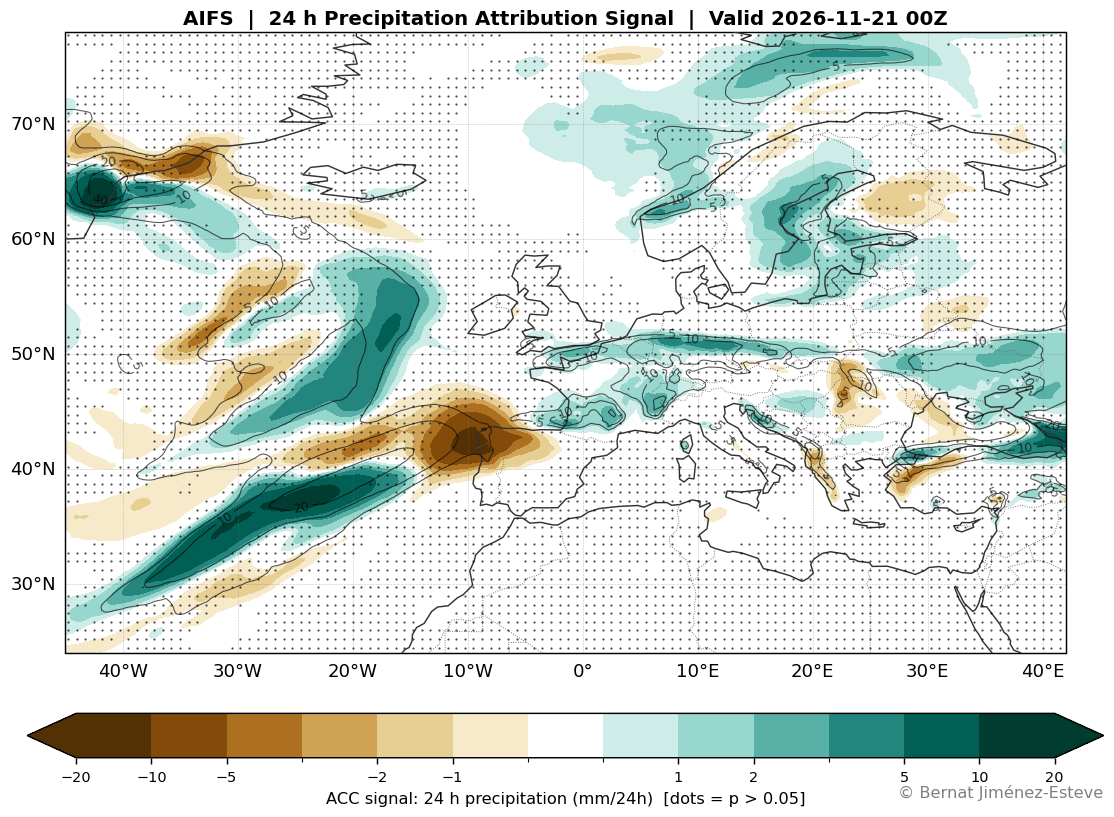 AIFS | 24 h Precipitation Attribution Signal | Valid 2026-11-21 00Z
70°N
60°N
50°N
40°N
30°N
40°W 30°W 20°W 10°W 0° 10°E 20°E 30°E 40°E
−20 −10 −5 −2 −1 1 2 5 10 20
ACC signal: 24 h precipitation (mm/24h) [dots = p > 0.05]
© Bernat Jiménez-Esteve